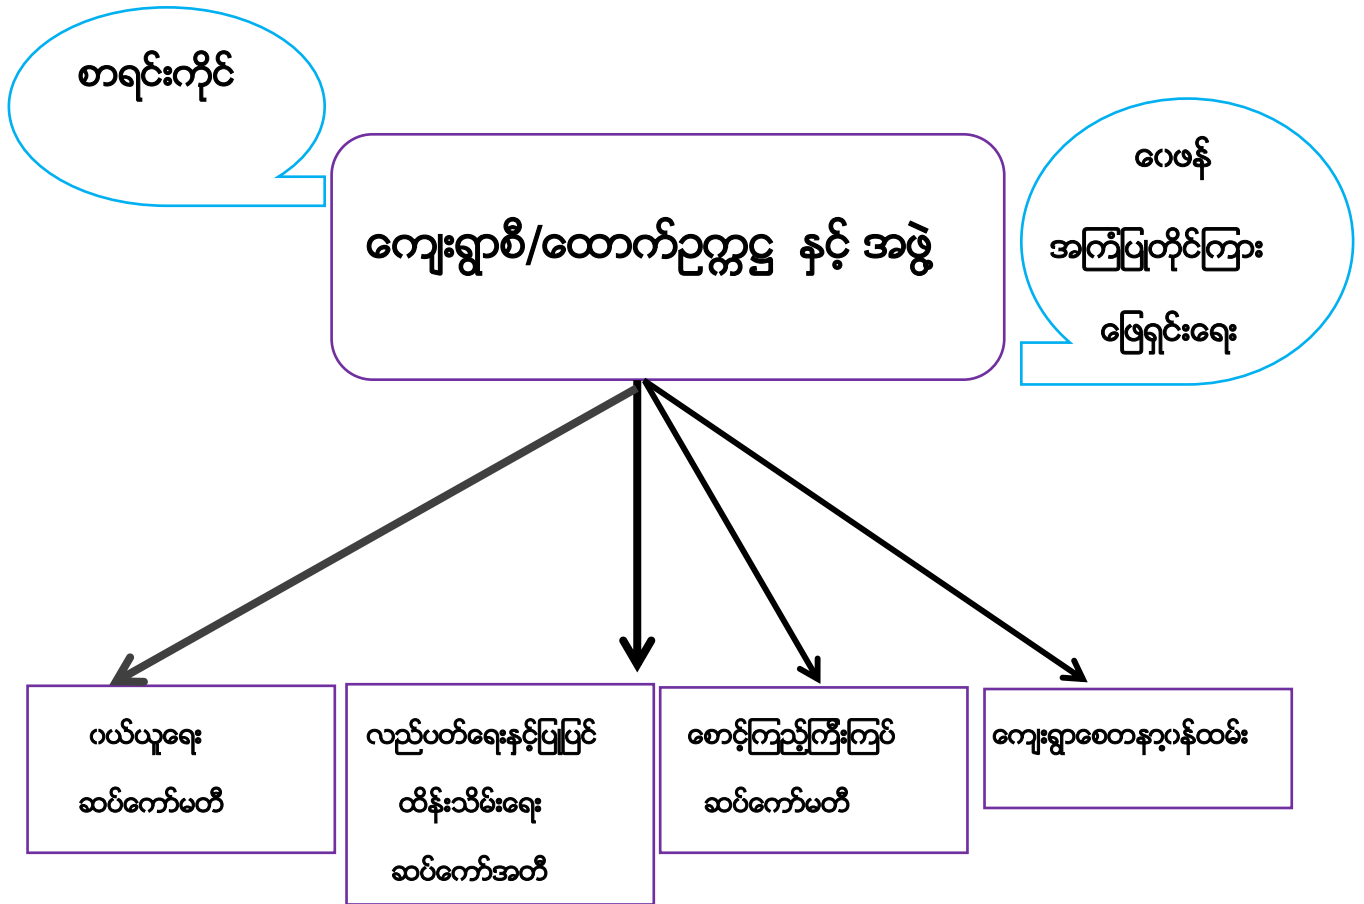 စာရင်းကိုင်
ဝေဖန်
အကြံပြုတိုင်ကြား
ဖြေရှင်းရေး
ကျေးရွာစီ/ထောက်ဥက္ကဋ္ဌ နှင့် အဖွဲ့
ဝယ်ယူရေး
ဆပ်ကော်မတီ
လည်ပတ်ရေးနှင့်ပြုပြင်
ထိန်းသိမ်းရေး
ဆပ်ကော်အတီ
စောင့်ကြည့်ကြီးကြပ်
ဆပ်ကော်မတီ
ကျေးရွာစေတနာ့ဝန်ထမ်း